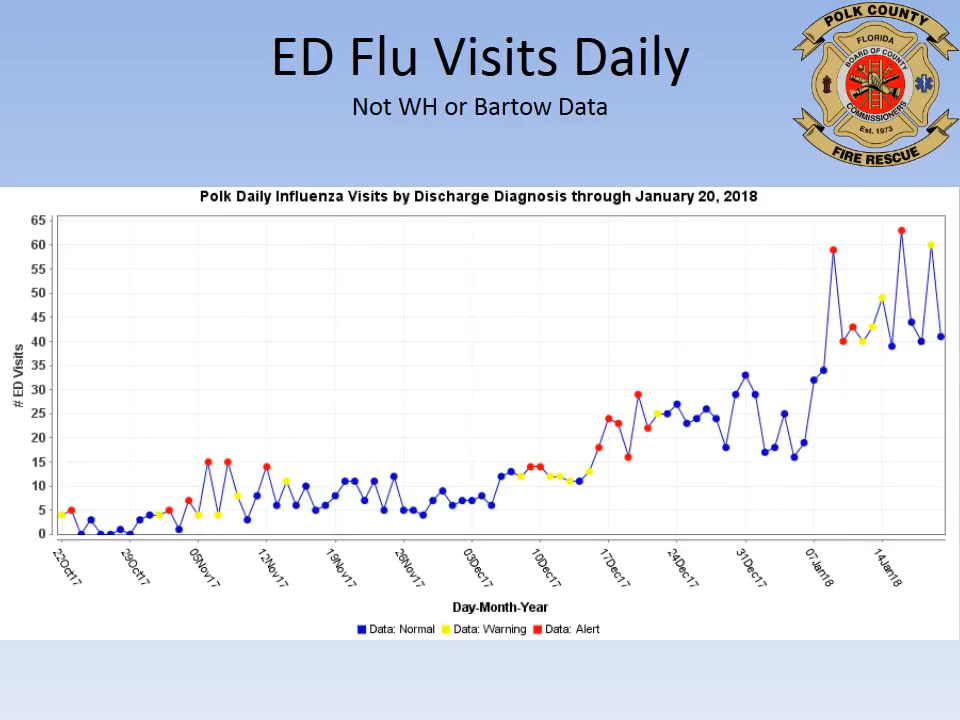 ED Flu Visits Daily
Not WH or Bartow Data
POLK COUNTY
FLORIDA
BOARD OF COUNTY
COMMISSIONERS
Est. 1973
FIRE RESCUE
Polk Daily Influenza Visits by Discharge Diagnosis through January 20, 2018
# ED Visits
65
60
55
50
45
40
35
30
25
20
15
10
5
0
22Oct17
29Oct17
05Nov17
12Nov17
19Nov17
26Nov17
03Dec17
10Dec17
17Dec17
24Dec17
31Dec17
07Jan18
14Jan18
Day-Month-Year
Data: Normal Data: Warning Data: Alert